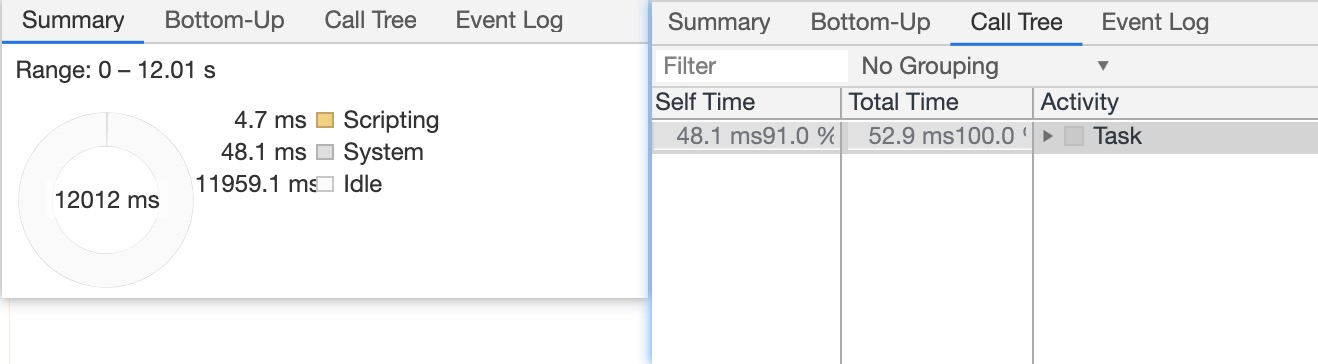 Summary Bottom-Up Call Tree Event Log
Range: 0 – 12.01 s
4.7 ms Scripting
48.1 ms System
11959.1 ms Idle
12012 ms
Summary Bottom-Up Call Tree Event Log
Filter No Grouping ▼
Self Time Total Time Activity
48.1 ms 91.0 % 52.9 ms 100.0 Task